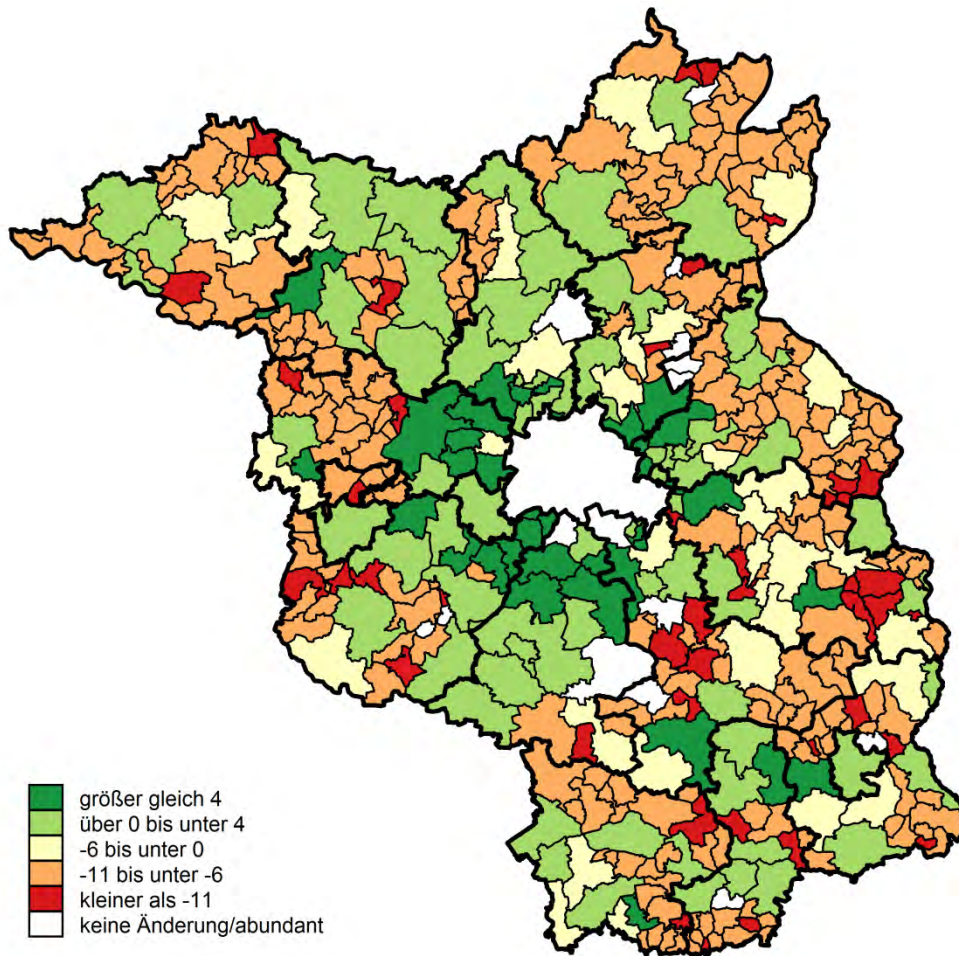 größer gleich 4
über 0 bis unter 4
-6 bis unter 0
-11 bis unter -6
kleiner als -11
keine Änderung/abundant